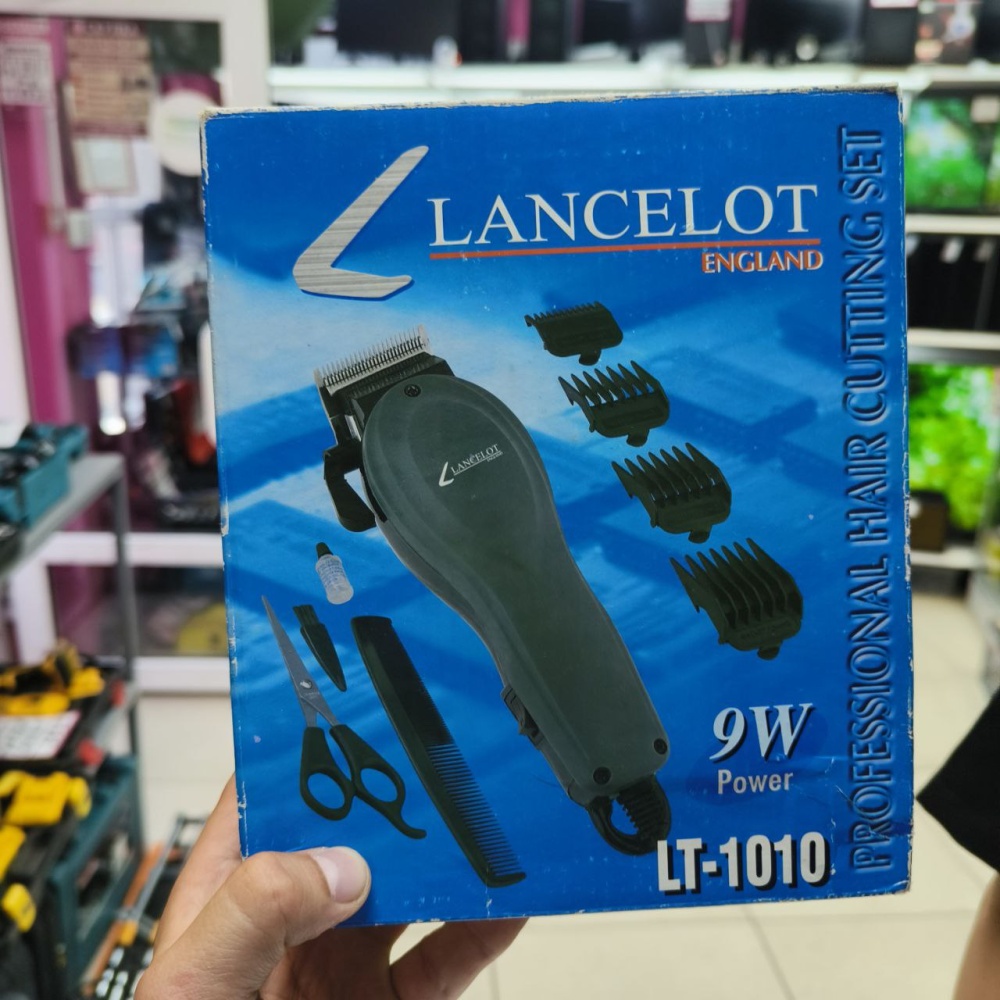 LANCELOT
ENGLAND
PROFESSIONAL HAIR CUTTING SET
LANCELOT
9W
Power
LT-1010